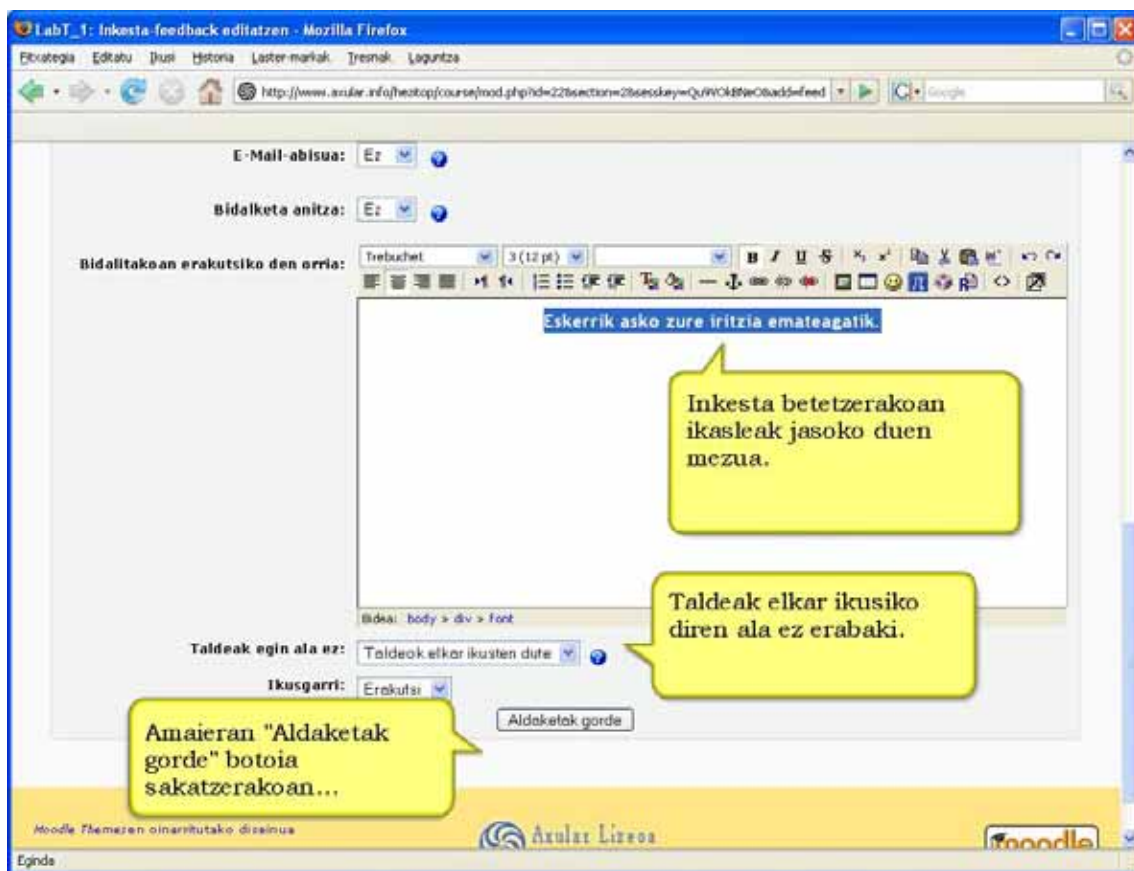 LabT_1: Inkesta-feedback editatzen - Mozilla Firefox
Fitxategia Editatu Ikusi Historia Laster-markak Tresnak Laguntza
Google
E-Mail-abisua: Ez
Bidalketa anitza: Ez
Bidalitakoan erakutsiko den orria:
Trebuchet 3 (12 pt)
Eskerrik asko zure iritzia emateagatik.
Inkesta betetzerakoan
ikasleak jasoko duen
mezua.
Bidea: body > div > font
Taldeak elkar ikusiko
diren ala ez erabaki.
Taldeak egin ala ez: Taldeok elkar ikusten dute
Ikusgarri: Erakutsi
Aldaketak gorde
Amaieran "Aldaketak
gorde" botoia
sakatzerakoan...
Moodle Themezen oinarritutako diseinua
Axular Lizeoa
moodle
Eginda